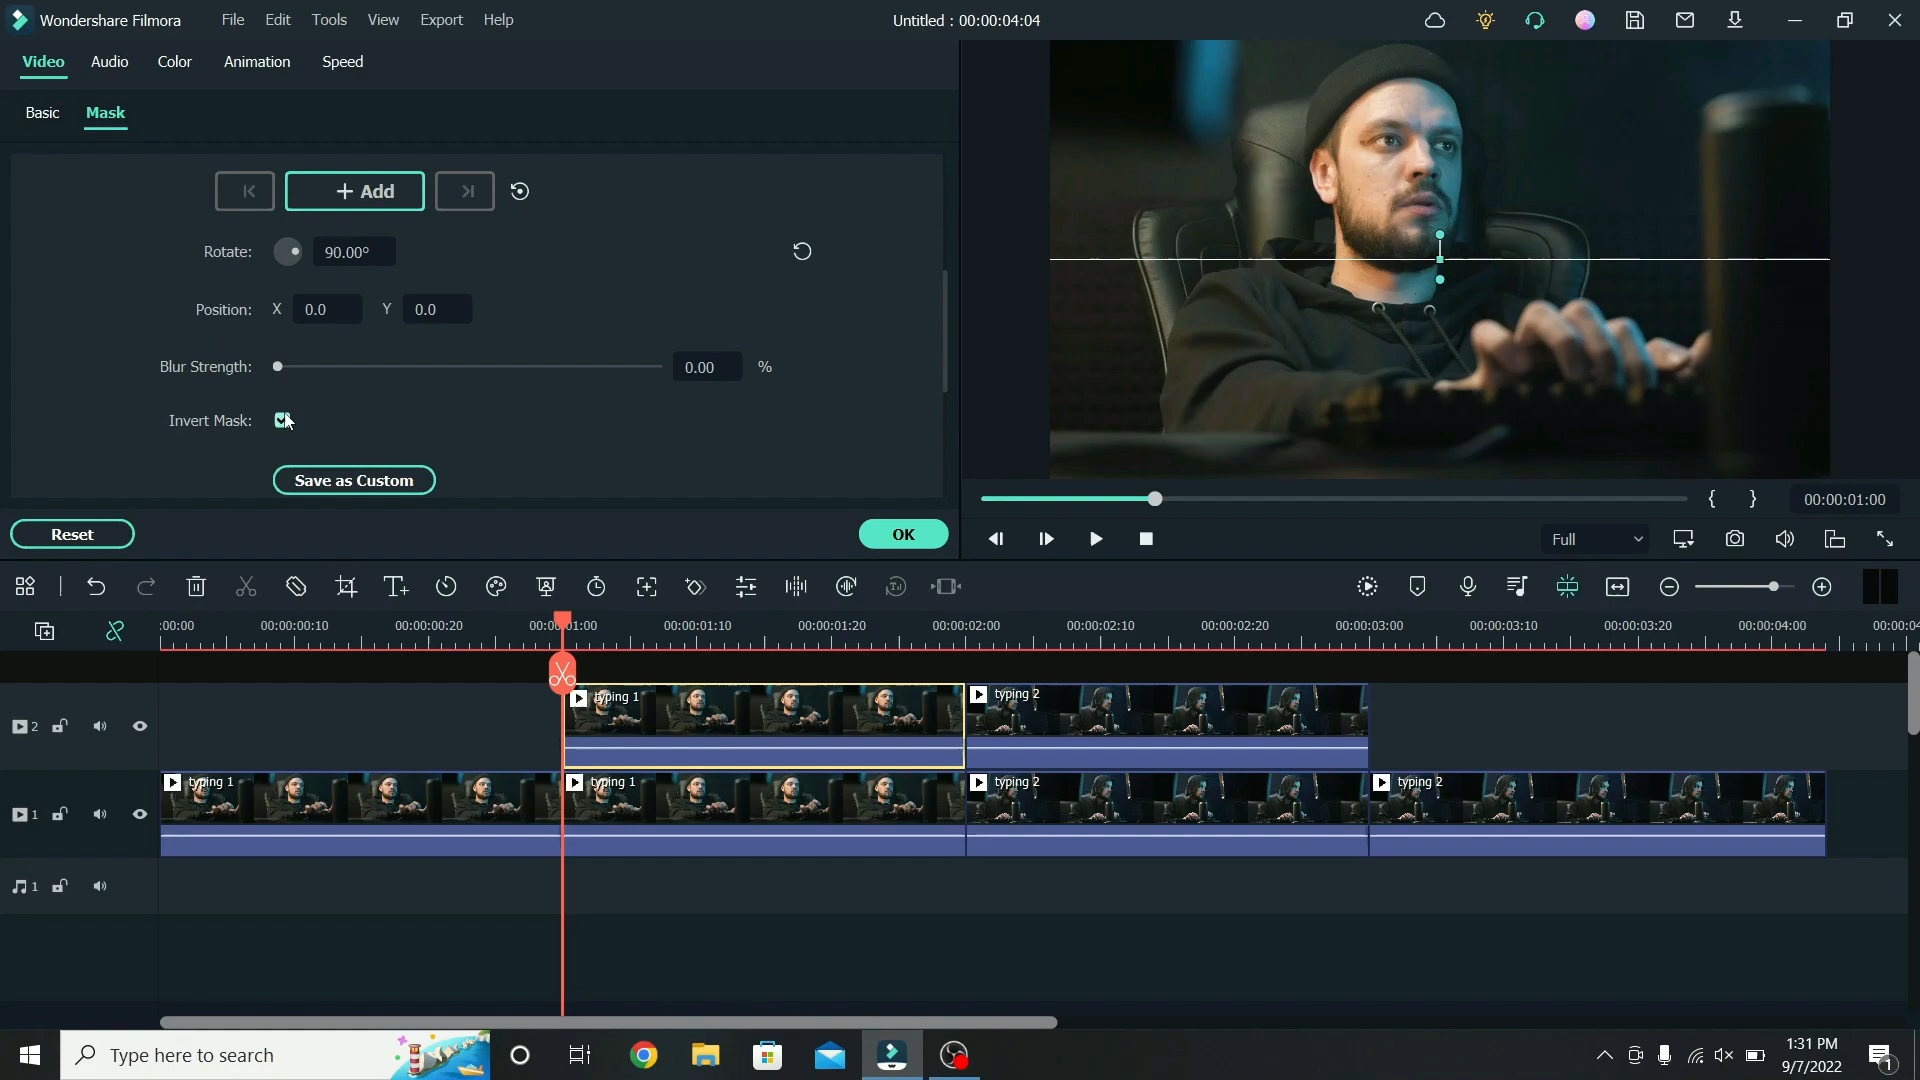 Wondershare Filmora File Edit Tools View Export Help Untitled : 00:00:04:04
Video Audio Color Animation Speed
Basic Mask
+ Add
Rotate: 90.00°
Position: X 0.0 Y 0.0
Blur Strength: 0.00 %
Invert Mask:
Save as Custom
Reset OK
{ } 00:00:01:00
Full
:00:00 00:00:00:10 00:00:00:20 00:00:01:00 00:00:01:10 00:00:01:20 00:00:02:00 00:00:02:10 00:00:02:20 00:00:03:00 00:00:03:10 00:00:03:20 00:00:04:00 00:00:04
typing 1 typing 2
2
typing 1 typing 1 typing 2 typing 2
1
1
Type here to search
1:31 PM
9/7/2022
1